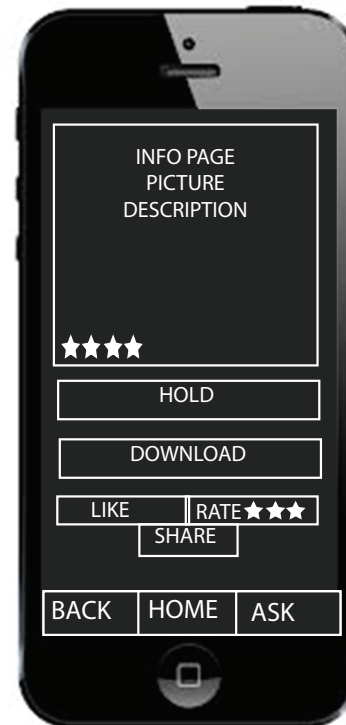 INFO PAGE
PICTURE
DESCRIPTION
HOLD
DOWNLOAD
LIKE RATE
SHARE
BACK HOME ASK